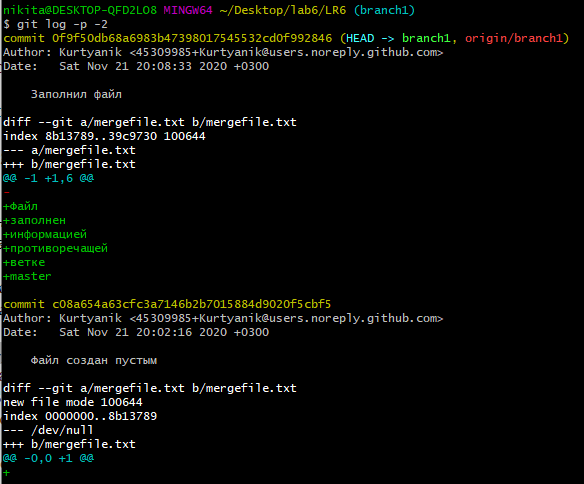 nikita@DESKTOP-QFD2LO8 MINGW64 ~/Desktop/lab6/LR6 (branch1)
$ git log -p -2
commit 0f9f50db68a6983b47398017545532cd0f992846 (HEAD -> branch1, origin/branch1)
Author: Kurtyanik <45309985+Kurtyanik@users.noreply.github.com>
Date:   Sat Nov 21 20:08:33 2020 +0300

    Заполнил файл

diff --git a/mergefile.txt b/mergefile.txt
index 8b13789..39c9730 100644
--- a/mergefile.txt
+++ b/mergefile.txt
@@ -1 +1,6 @@
-
+Файл
+заполнен
+информацией
+противоречащей
+ветке
+master

commit c08a654a63cfc3a7146b2b7015884d9020f5cbf5
Author: Kurtyanik <45309985+Kurtyanik@users.noreply.github.com>
Date:   Sat Nov 21 20:02:16 2020 +0300

    Файл создан пустым

diff --git a/mergefile.txt b/mergefile.txt
new file mode 100644
index 0000000..8b13789
--- /dev/null
+++ b/mergefile.txt
@@ -0,0 +1 @@
+